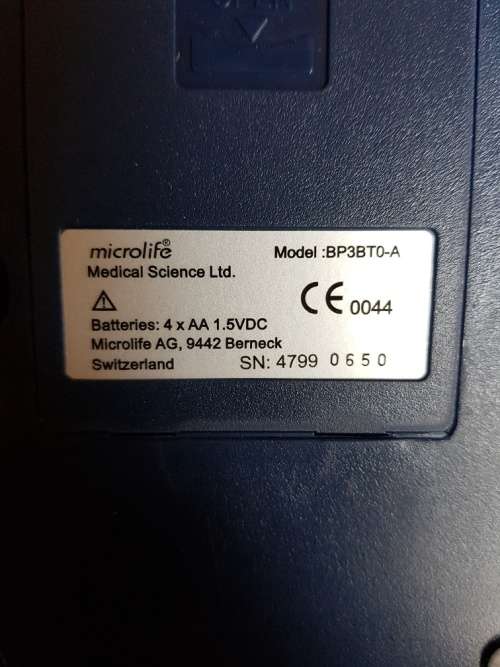 OPEN
microlife®
Model :BP3BT0-A
Medical Science Ltd.
CE 0044
Batteries: 4 x AA 1.5VDC
Microlife AG, 9442 Berneck
Switzerland SN: 4799 0650